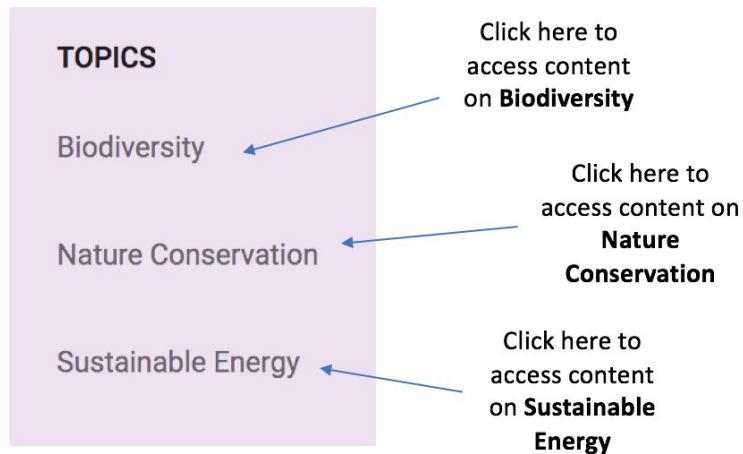 TOPICS
Biodiversity
Nature Conservation
Sustainable Energy
Click here to
access content
on Biodiversity
Click here to
access content on
Nature
Conservation
Click here to
access content
on Sustainable
Energy